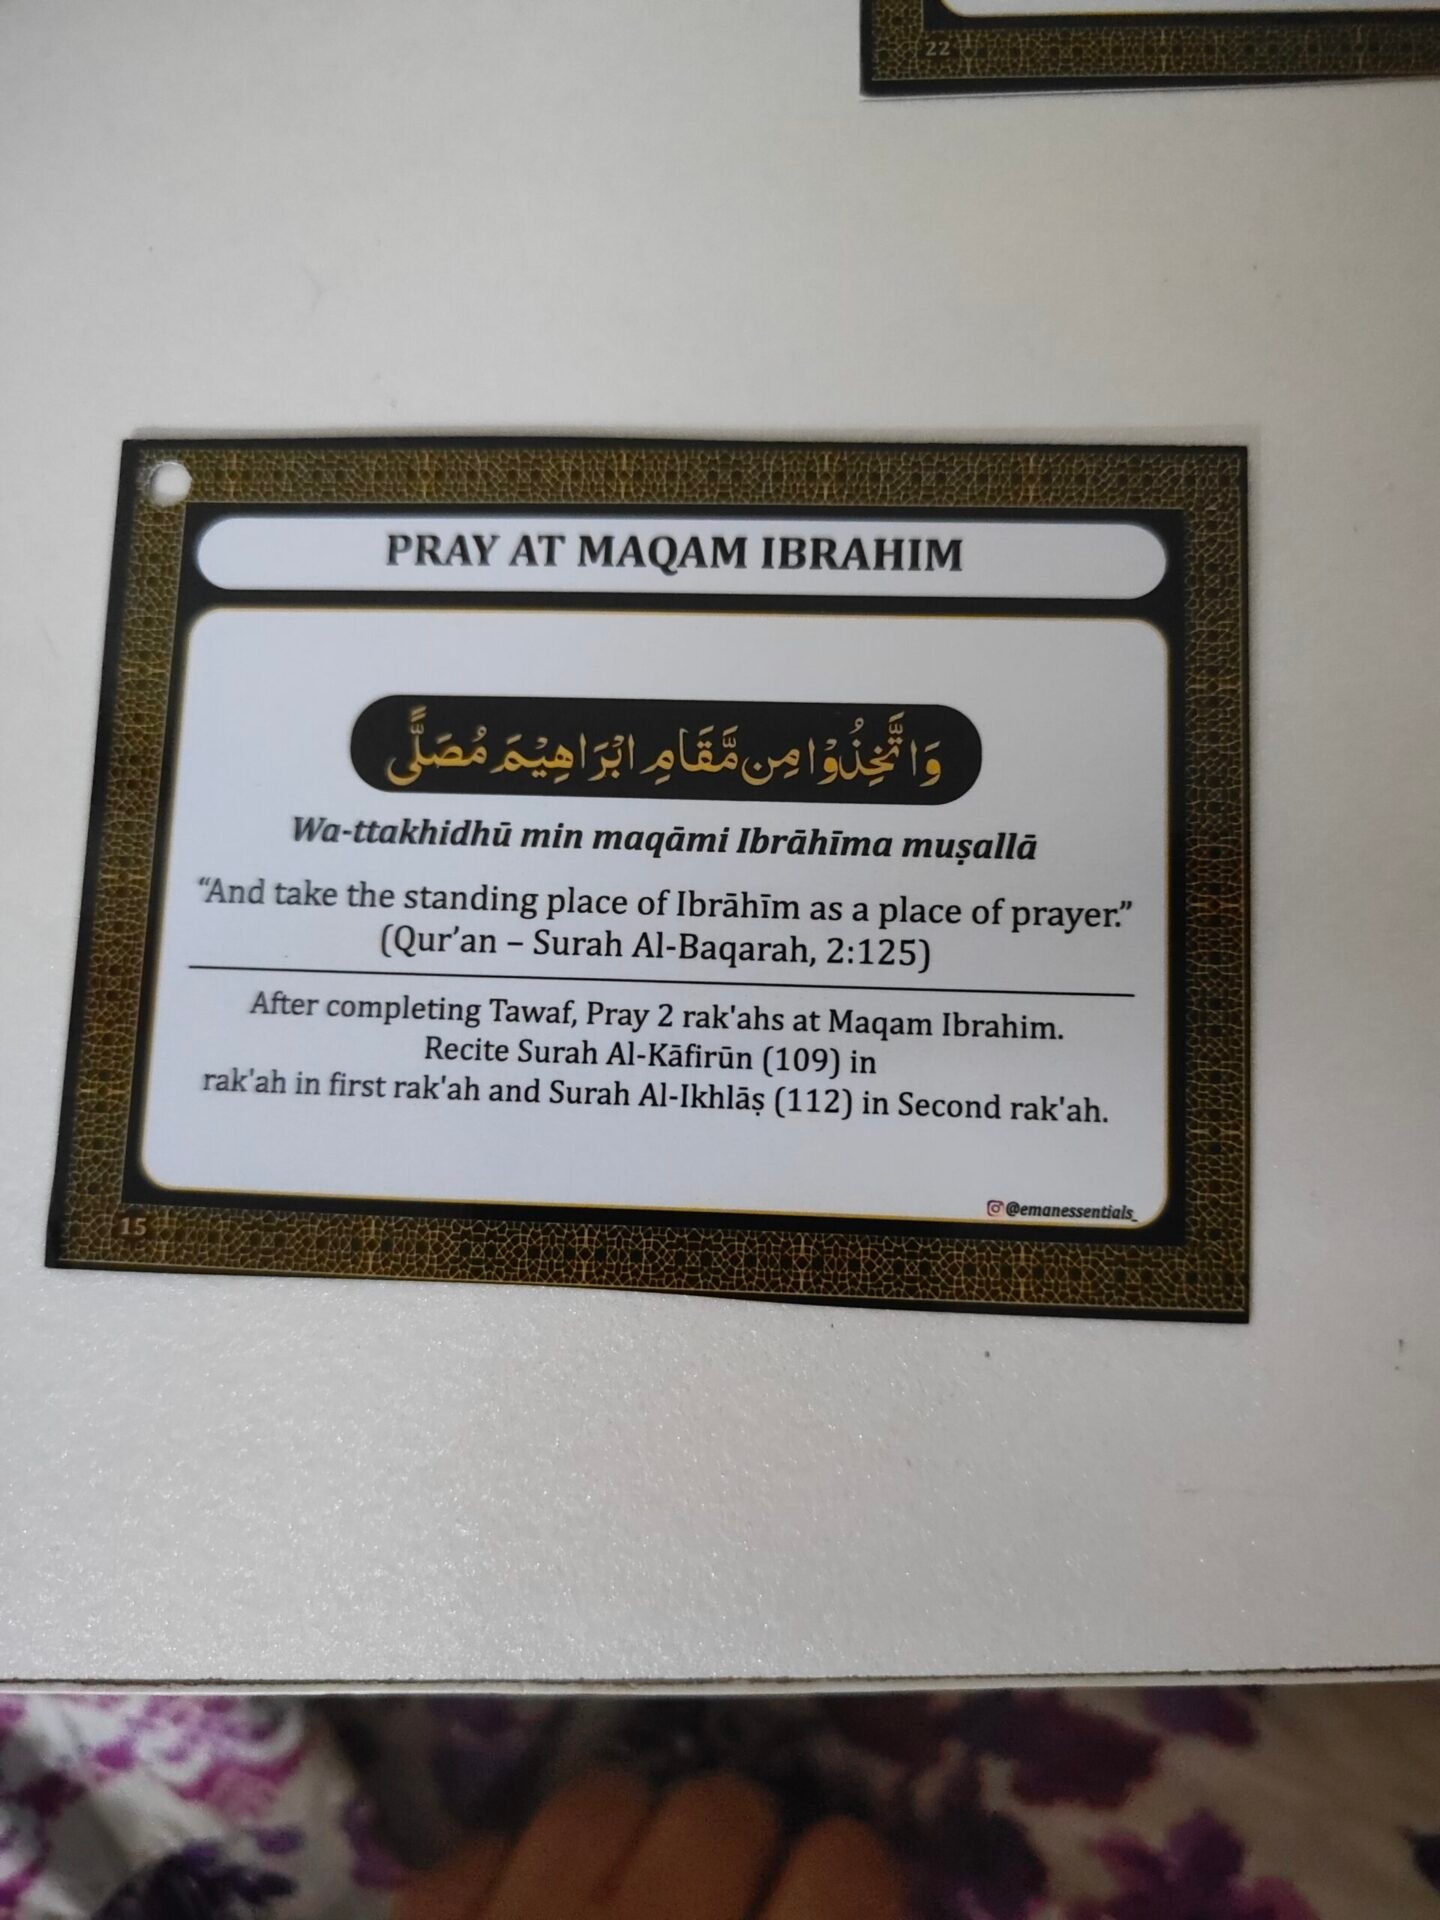 22
PRAY AT MAQAM IBRAHIM
وَاتَّخِذُوْا مِن مَّقَامِ ابْرَاهِيْمَ مُصَلًّى
Wa-ttakhidhū min maqāmi Ibrāhīma muṣallā
“And take the standing place of Ibrāhīm as a place of prayer.”
(Qur’an – Surah Al-Baqarah, 2:125)
After completing Tawaf, Pray 2 rak'ahs at Maqam Ibrahim.
Recite Surah Al-Kāfirūn (109) in
rak'ah in first rak'ah and Surah Al-Ikhlāṣ (112) in Second rak'ah.
@emanessentials_
15